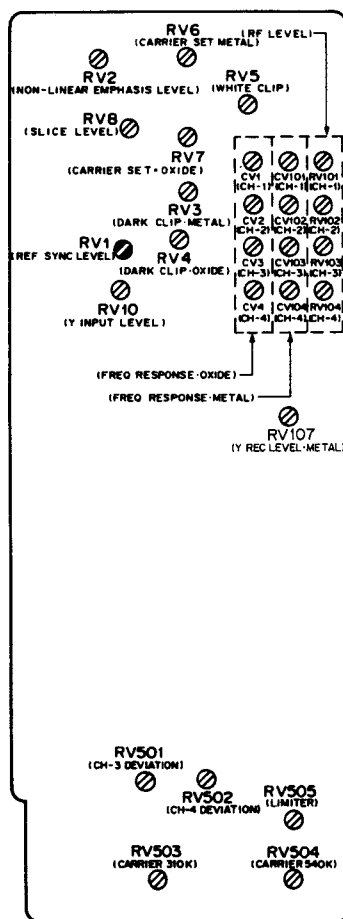 RV6
(CARRIER SET METAL)
(RF LEVEL)
RV2
(NON-LINEAR EMPHASIS LEVEL)
RV5
(WHITE CLIP)
RV8
(SLICE LEVEL)
RV7
(CARRIER SET·OXIDE)
CV1 CV101 RV101
(CH-1) (CH-1) (CH-1)
RV3
(DARK CLIP·METAL)
CV2 CV102 RV102
(CH-2) (CH-2) (CH-2)
RV1
(REF SYNC LEVEL)
RV4
(DARK CLIP·OXIDE)
CV3 CV103 RV103
(CH-3) (CH-3) (CH-3)
RV10
(Y INPUT LEVEL)
CV4 CV104 RV104
(CH-4) (CH-4) (CH-4)
(FREQ RESPONSE·OXIDE)
(FREQ RESPONSE·METAL)
RV107
(Y REC LEVEL·METAL)
RV501
(CH-3 DEVIATION)
RV502
(CH-4 DEVIATION)
RV505
(LIMITER)
RV503
(CARRIER 310K)
RV504
(CARRIER 540K)